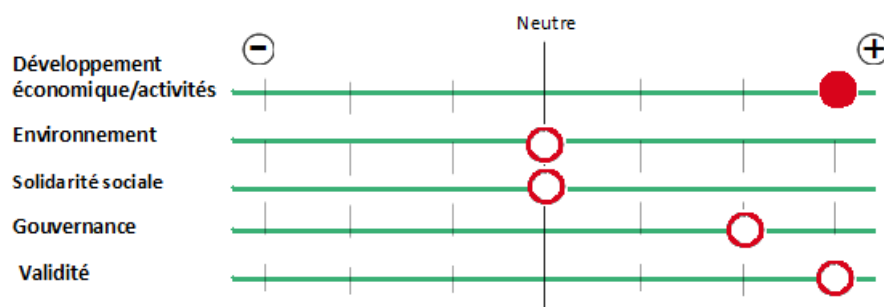 Neutre
− +
Développement
économique/activités
Environnement
Solidarité sociale
Gouvernance
Validité